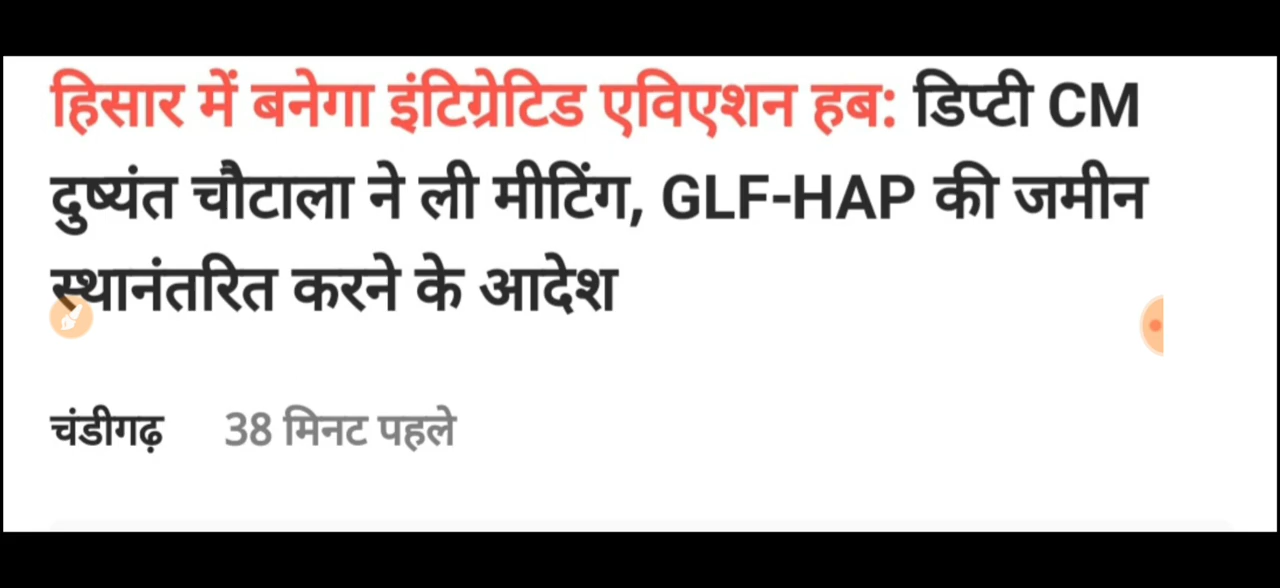 हिसार में बनेगा इंटिग्रेटिड एविएशन हब: डिप्टी CM
दुष्यंत चौटाला ने ली मीटिंग, GLF-HAP की जमीन
स्थानंतरित करने के आदेश
चंडीगढ़ 38 मिनट पहले